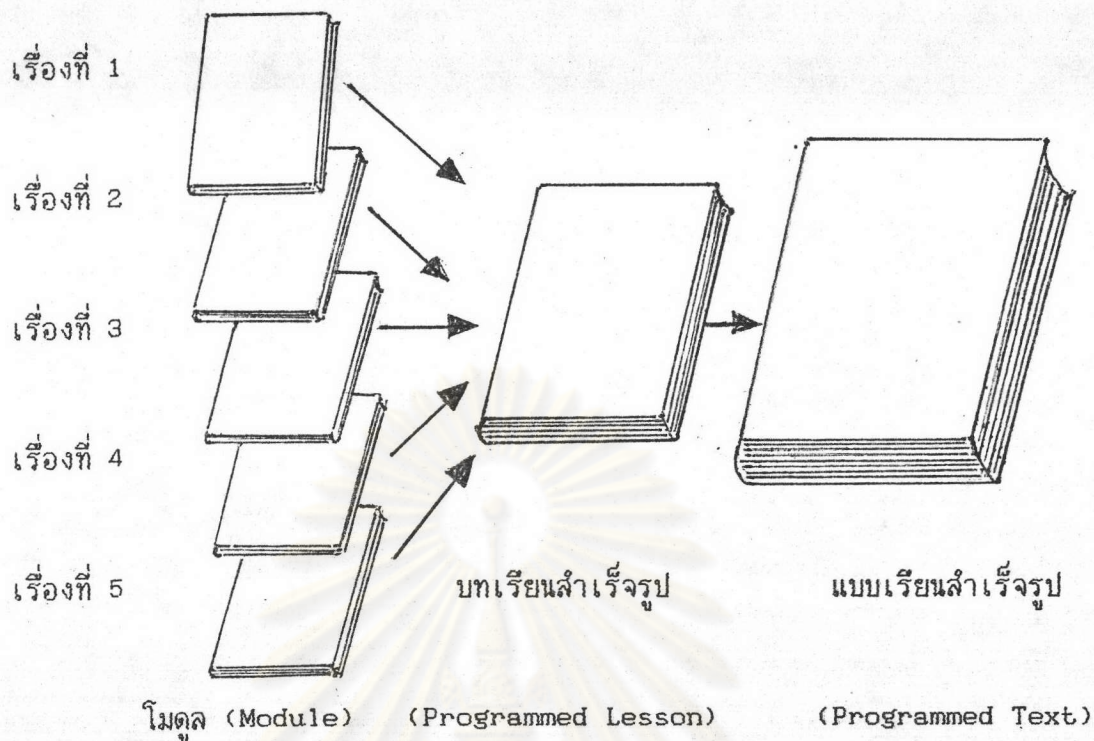 เรื่องที่ 1
เรื่องที่ 2
เรื่องที่ 3
เรื่องที่ 4
เรื่องที่ 5
บทเรียนสำเร็จรูป แบบเรียนสำเร็จรูป
โมดูล (Module) (Programmed Lesson) (Programmed Text)